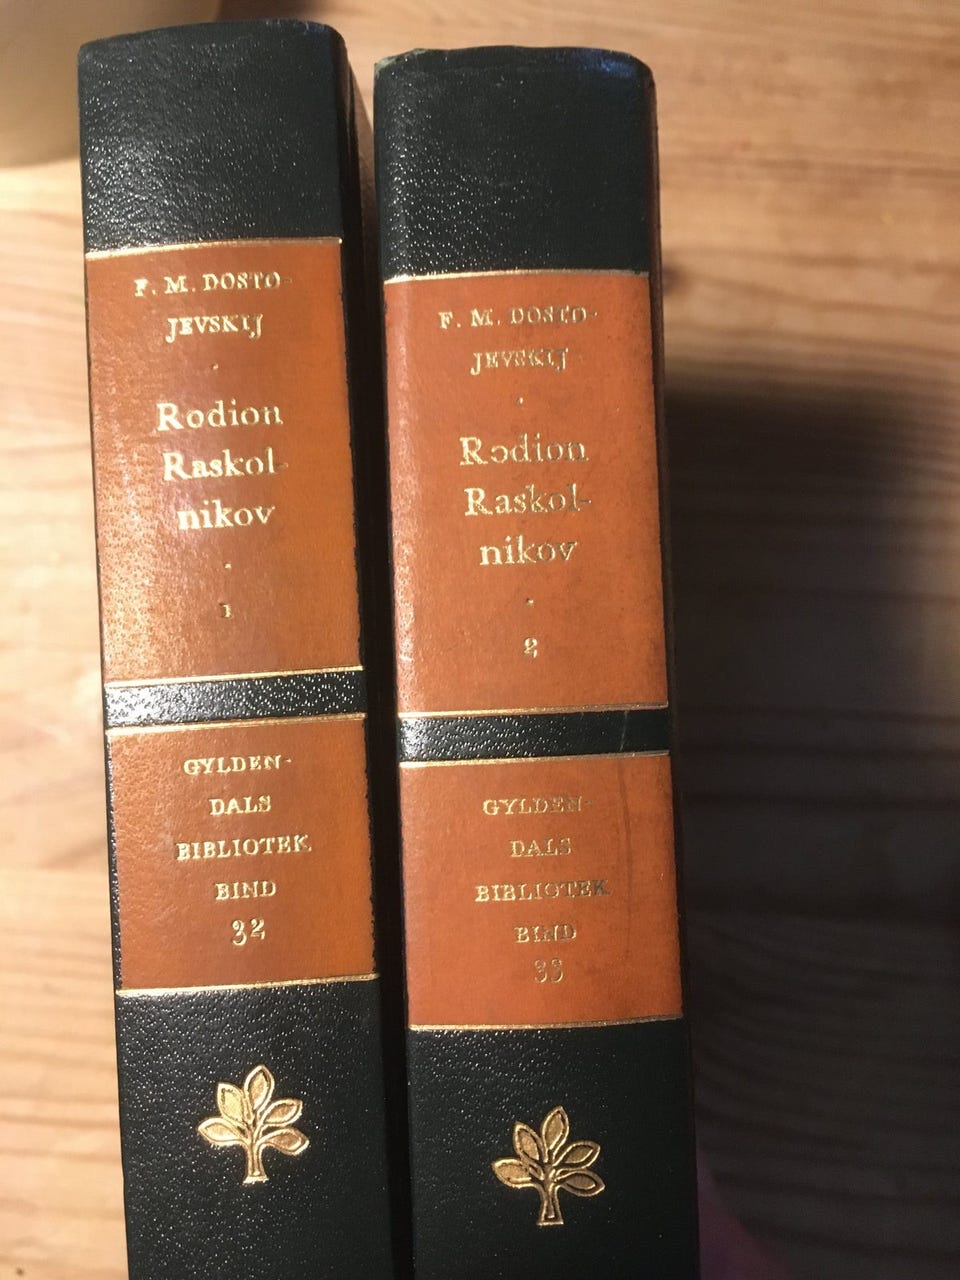 F. M. DOSTO-
JEVSKIJ
·
Rodion
Raskol-
nikov
·
1
GYLDEN-
DALS
BIBLIOTEK
BIND
32
F. M. DOSTO-
JEVSKIJ
·
Rodion
Raskol-
nikov
·
2
GYLDEN-
DALS
BIBLIOTEK
BIND
33